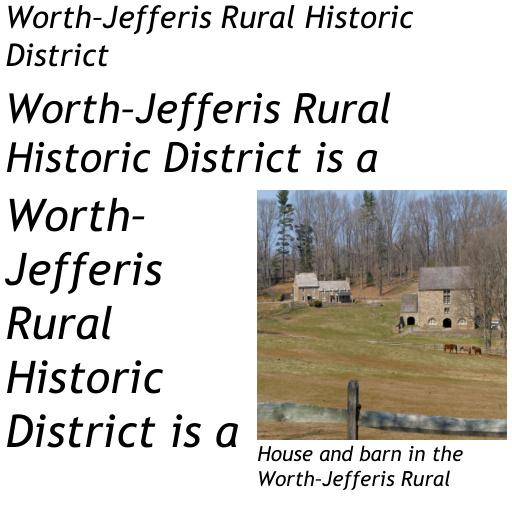 Worth–Jefferis Rural Historic
District
Worth–Jefferis Rural
Historic District is a
Worth–
Jefferis
Rural
Historic
District is a
House and barn in the
Worth–Jefferis Rural